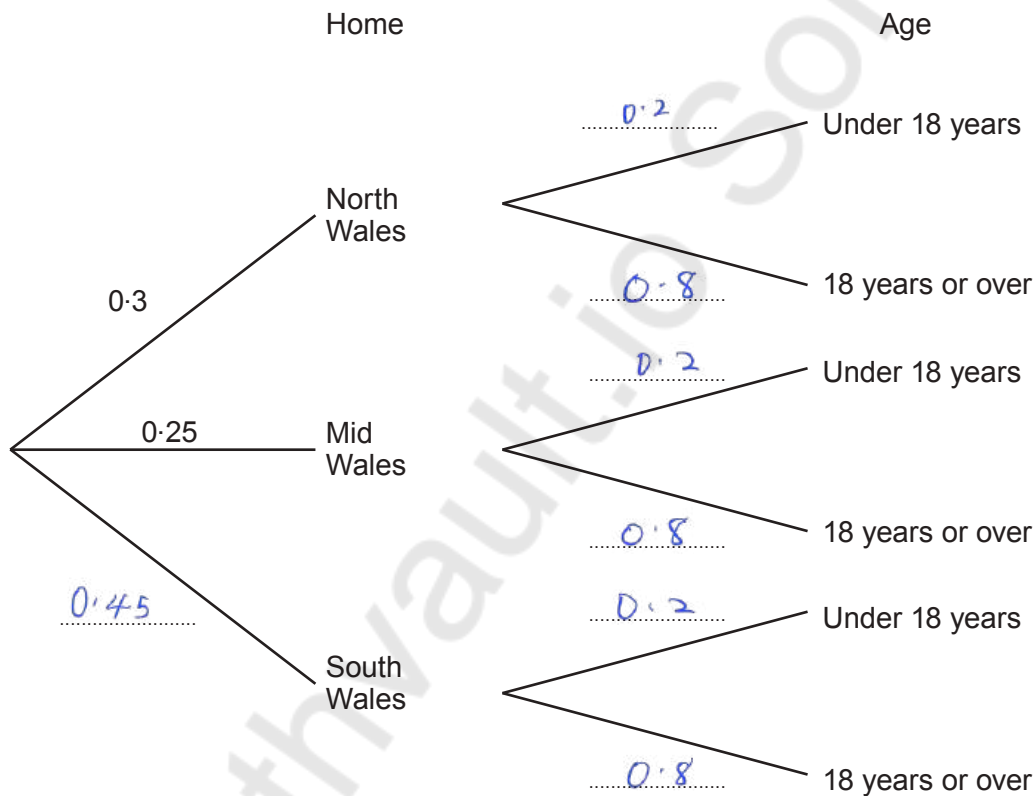 Home
Age
0·2
Under 18 years
North
Wales
0·3
0·8
18 years or over
0·2
Under 18 years
0·25
Mid
Wales
0·8
18 years or over
0·45
0·2
Under 18 years
South
Wales
0·8
18 years or over